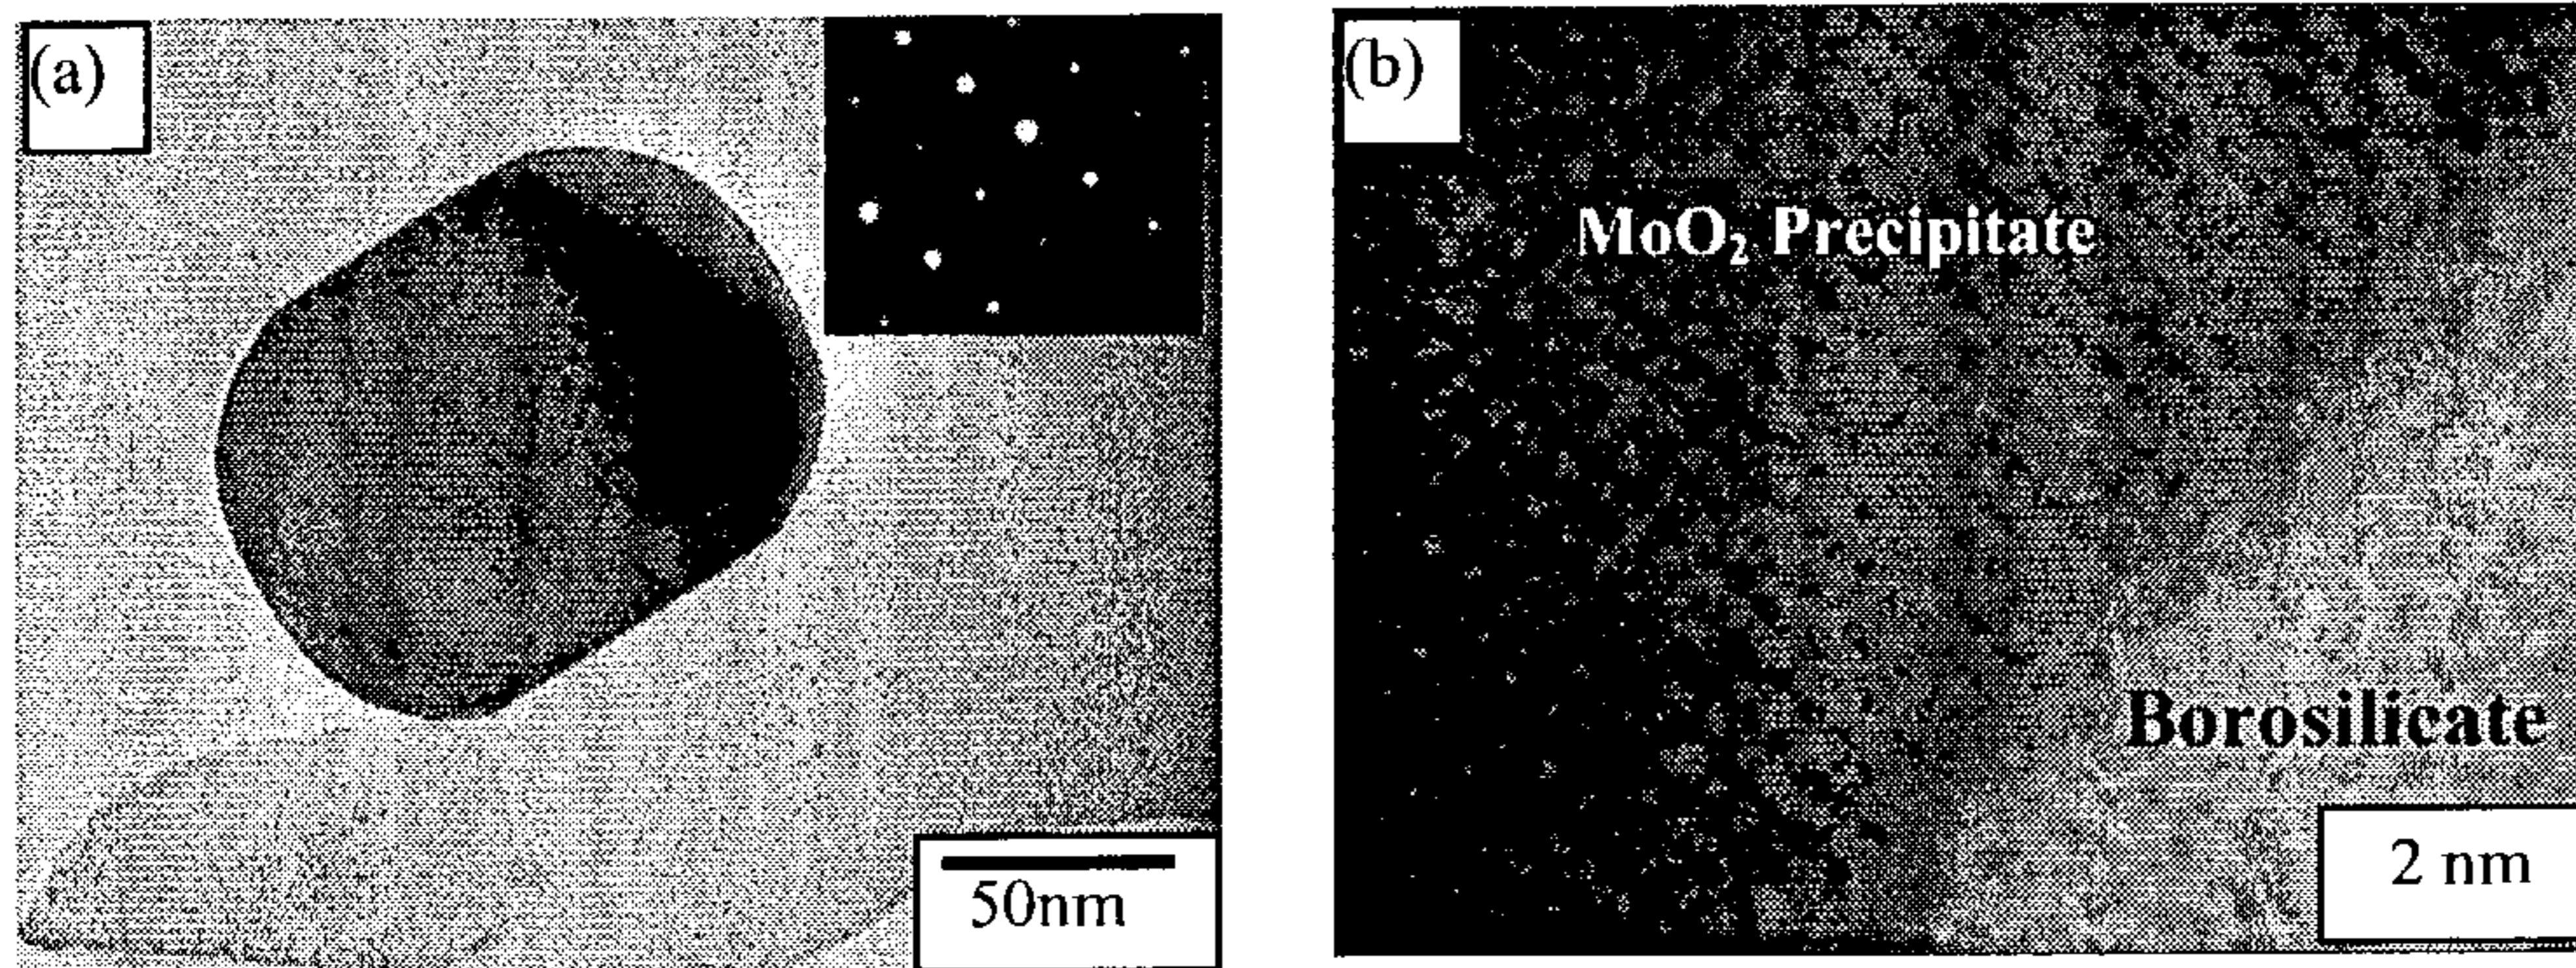 (a)
(b)
MoO₂ Precipitate
Borosilicate
50nm
2 nm